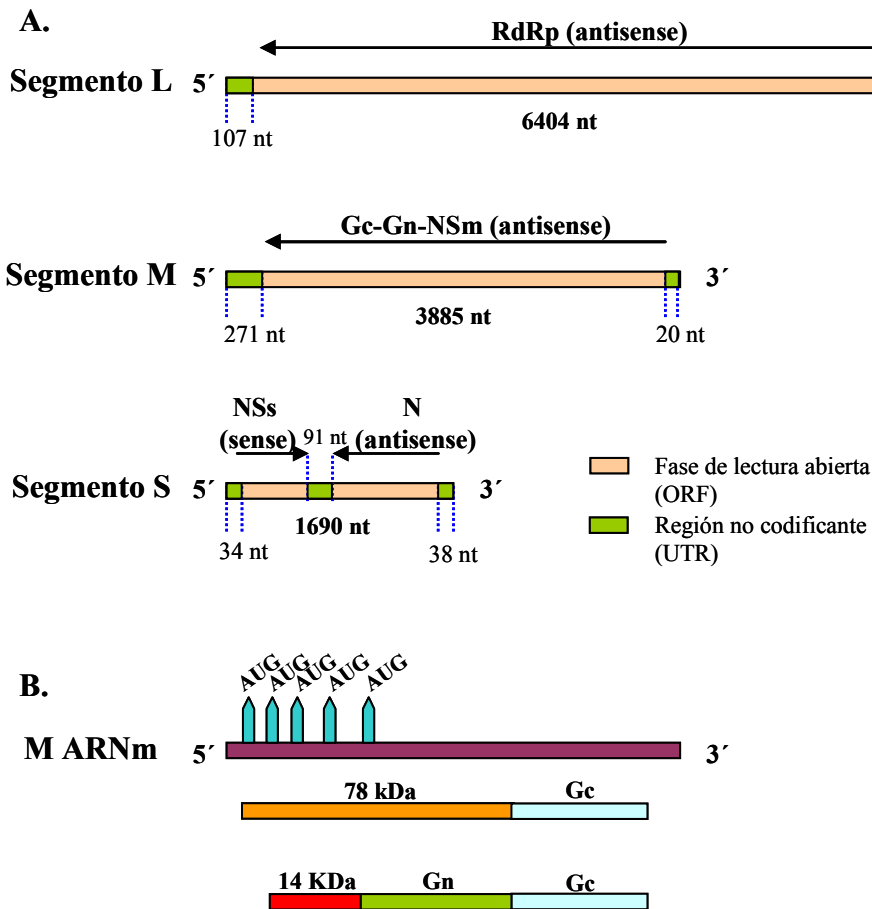 A.
RdRp (antisense)
Segmento L 5´
107 nt
6404 nt
Gc-Gn-NSm (antisense)
Segmento M 5´ 3´
271 nt
3885 nt
20 nt
NSs
(sense)
91 nt
N
(antisense)
Segmento S 5´ 3´
34 nt
1690 nt
38 nt
Fase de lectura abierta
(ORF)
Región no codificante
(UTR)
B.
AUG AUG AUG AUG AUG
M ARNm 5´ 3´
78 kDa Gc
14 KDa Gn Gc